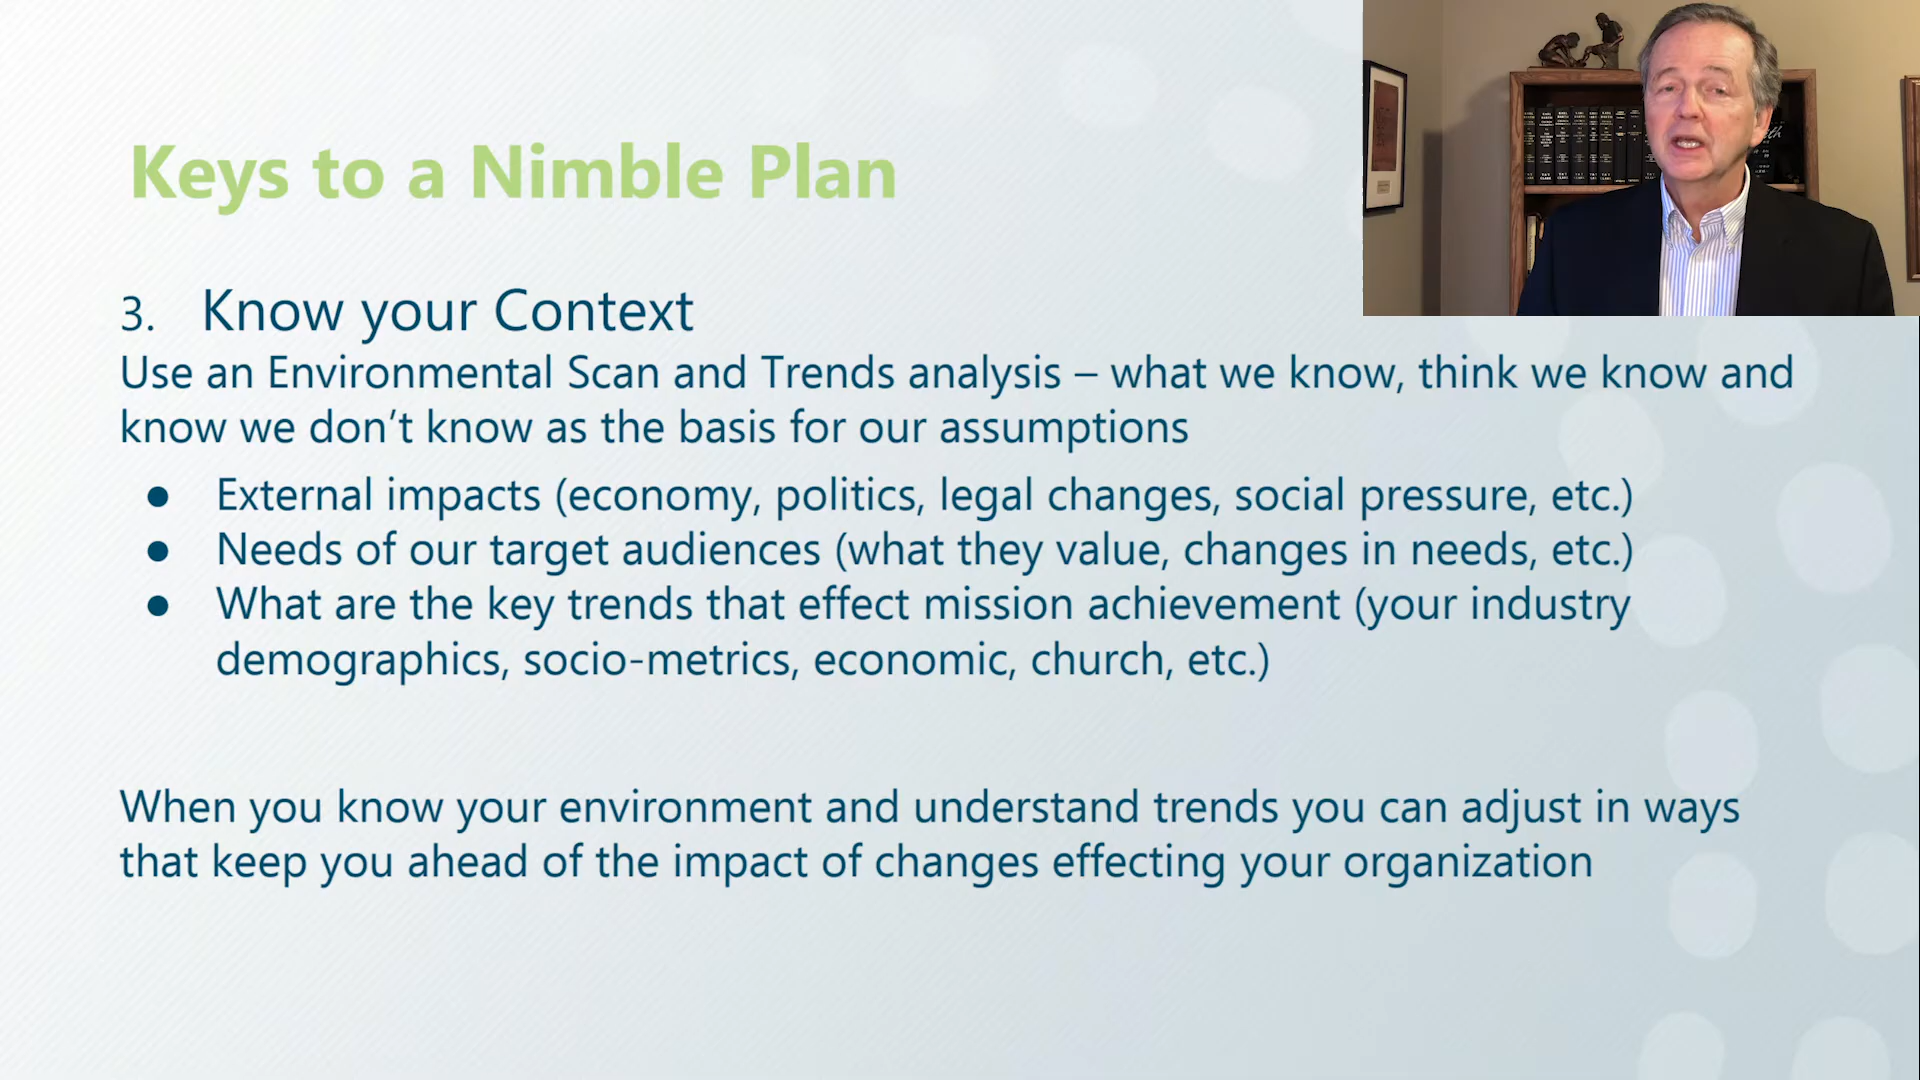 Keys to a Nimble Plan
3. Know your Context
Use an Environmental Scan and Trends analysis – what we know, think we know and
know we don’t know as the basis for our assumptions
● External impacts (economy, politics, legal changes, social pressure, etc.)
● Needs of our target audiences (what they value, changes in needs, etc.)
● What are the key trends that effect mission achievement (your industry
demographics, socio-metrics, economic, church, etc.)
When you know your environment and understand trends you can adjust in ways
that keep you ahead of the impact of changes effecting your organization